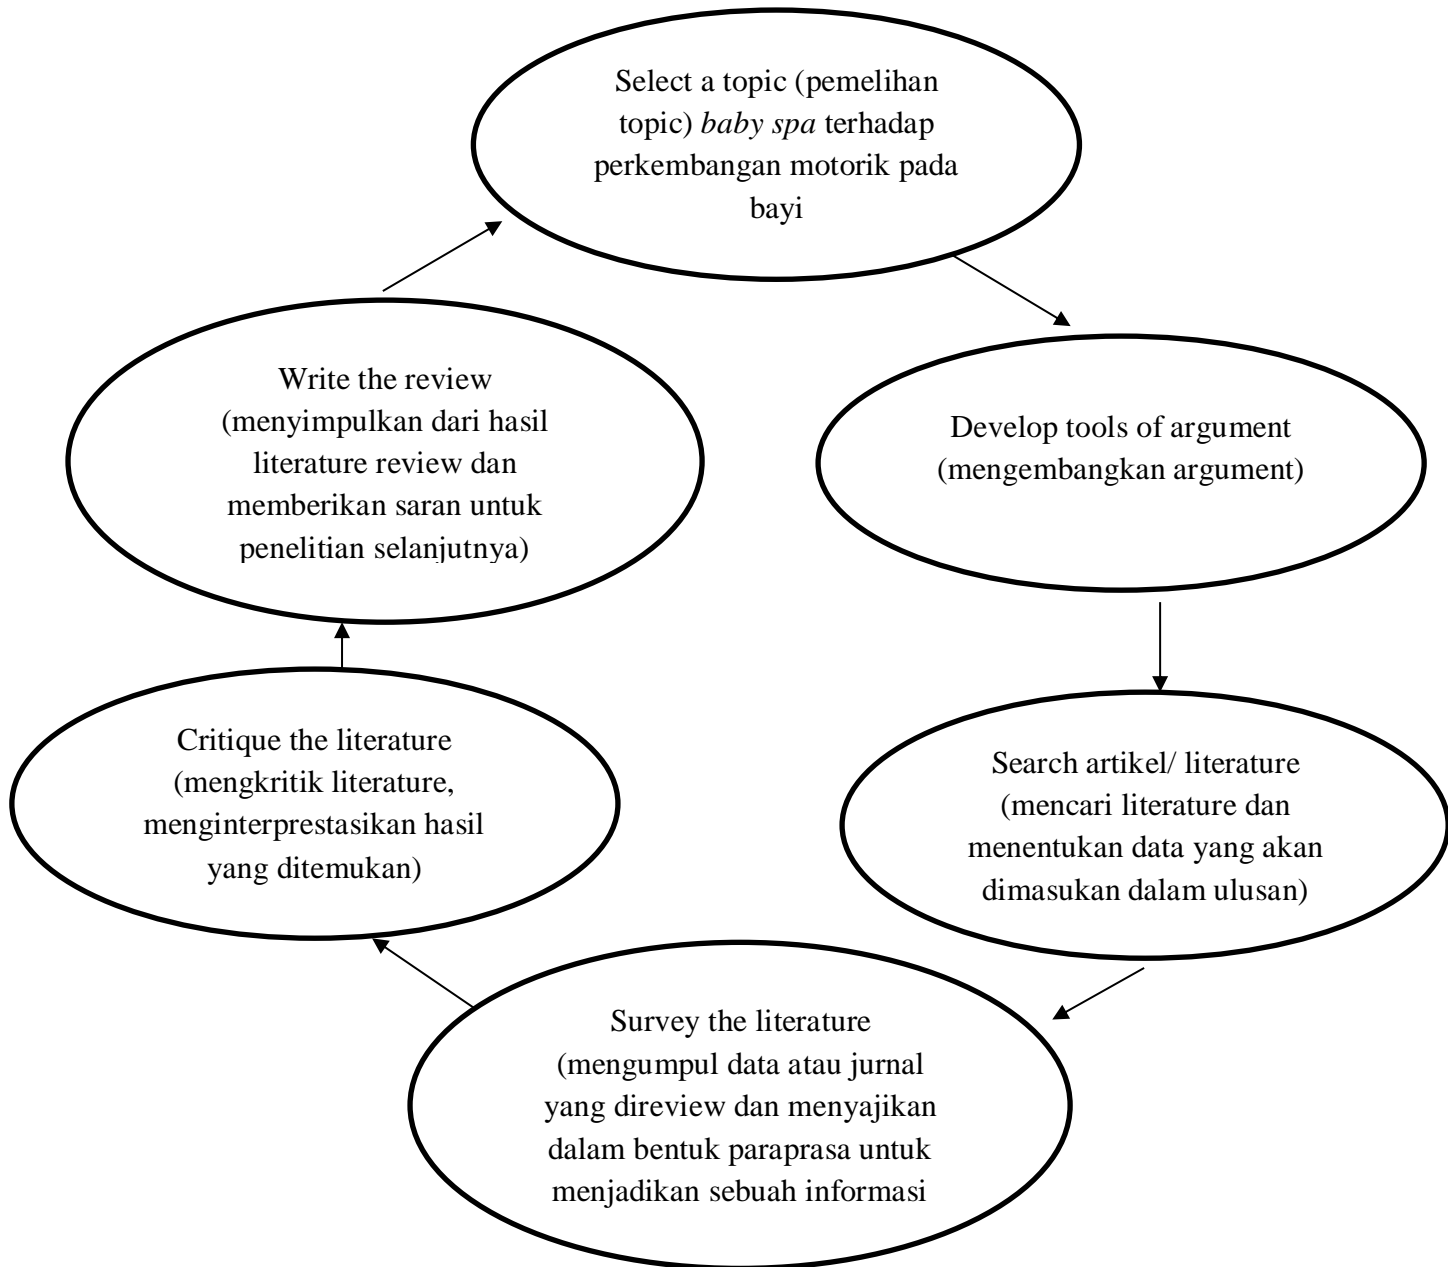 Select a topic (pemelihan
topic) baby spa terhadap
perkembangan motorik pada
bayi
Develop tools of argument
(mengembangkan argument)
Search artikel/ literature
(mencari literature dan
menentukan data yang akan
dimasukan dalam ulusan)
Survey the literature
(mengumpul data atau jurnal
yang direview dan menyajikan
dalam bentuk paraprasa untuk
menjadikan sebuah informasi
Critique the literature
(mengkritik literature,
menginterprestasikan hasil
yang ditemukan)
Write the review
(menyimpulkan dari hasil
literature review dan
memberikan saran untuk
penelitian selanjutnya)